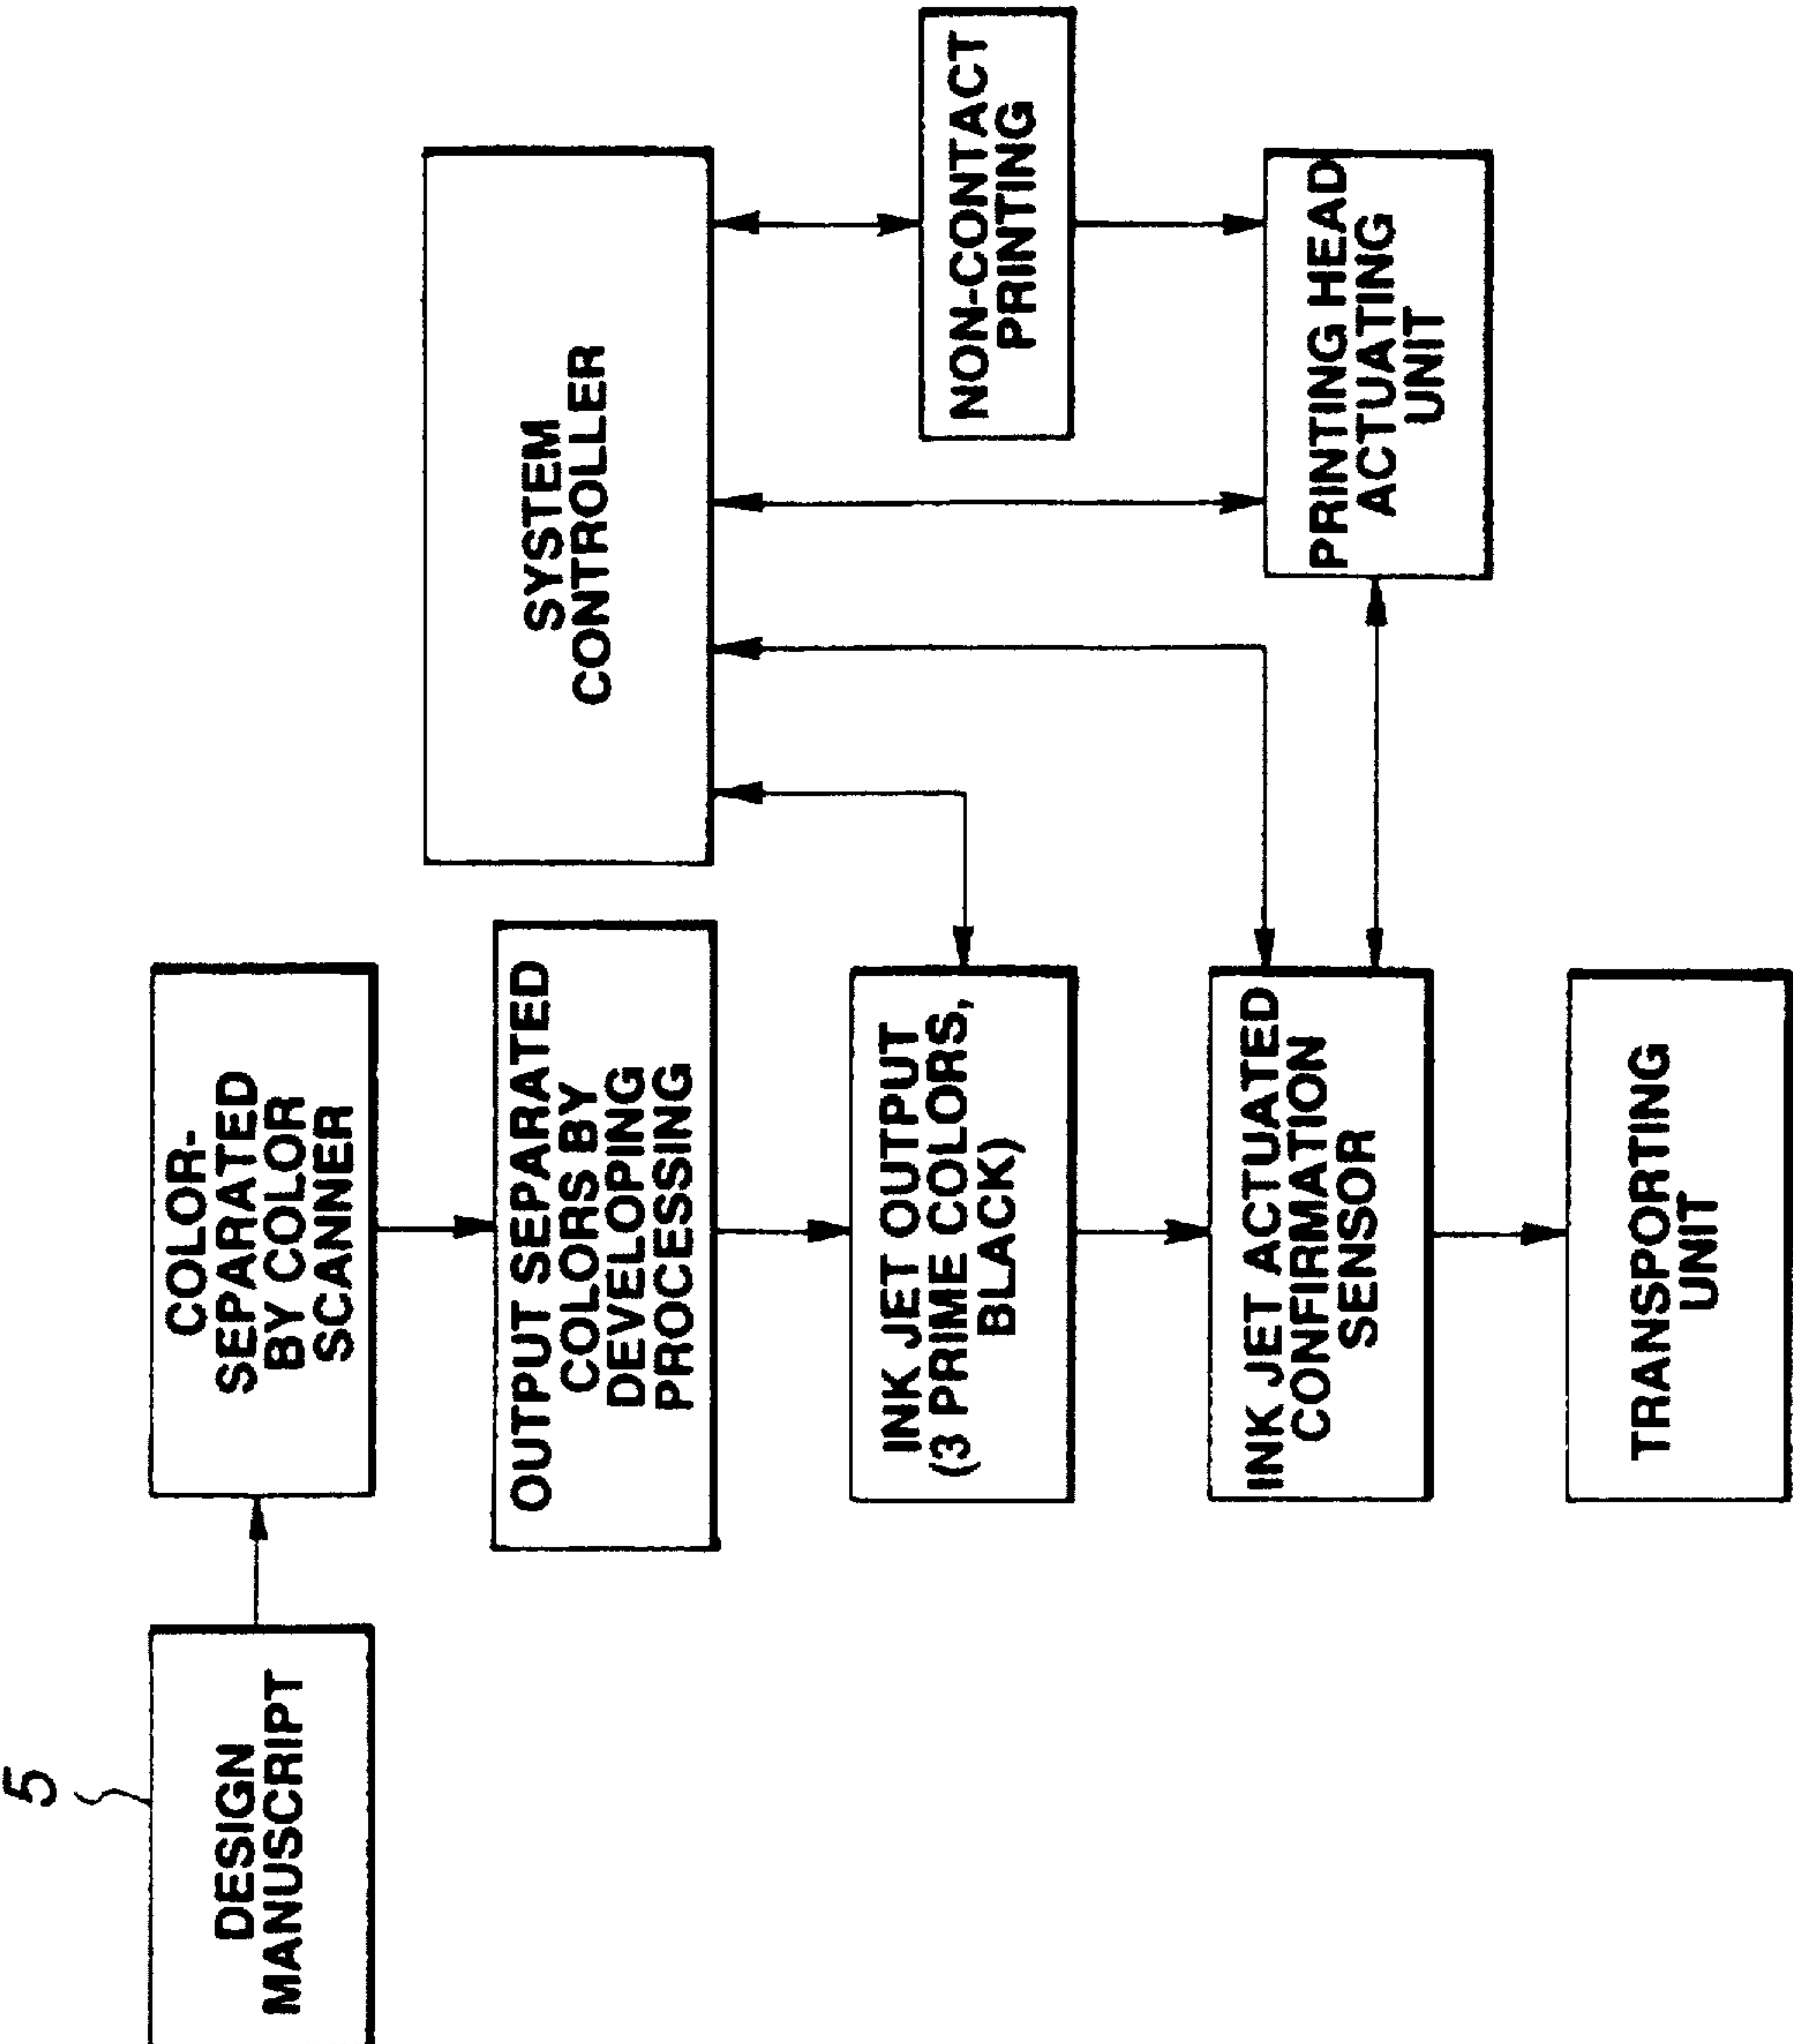 5
DESIGN
MANUSCRIPT
COLOR-
SEPARATED
BY COLOR
SCANNER
OUTPUT SEPARATED
COLORS BY
DEVELOPING
PROCESSING
INK JET OUTPUT
(3 PRIME COLORS,
BLACK)
INK JET ACTUATED
CONFIRMATION
SENSOR
TRANSPORTING
UNIT
SYSTEM
CONTROLLER
NON-CONTACT
PRINTING
PRINTING HEAD
ACTUATING
UNIT